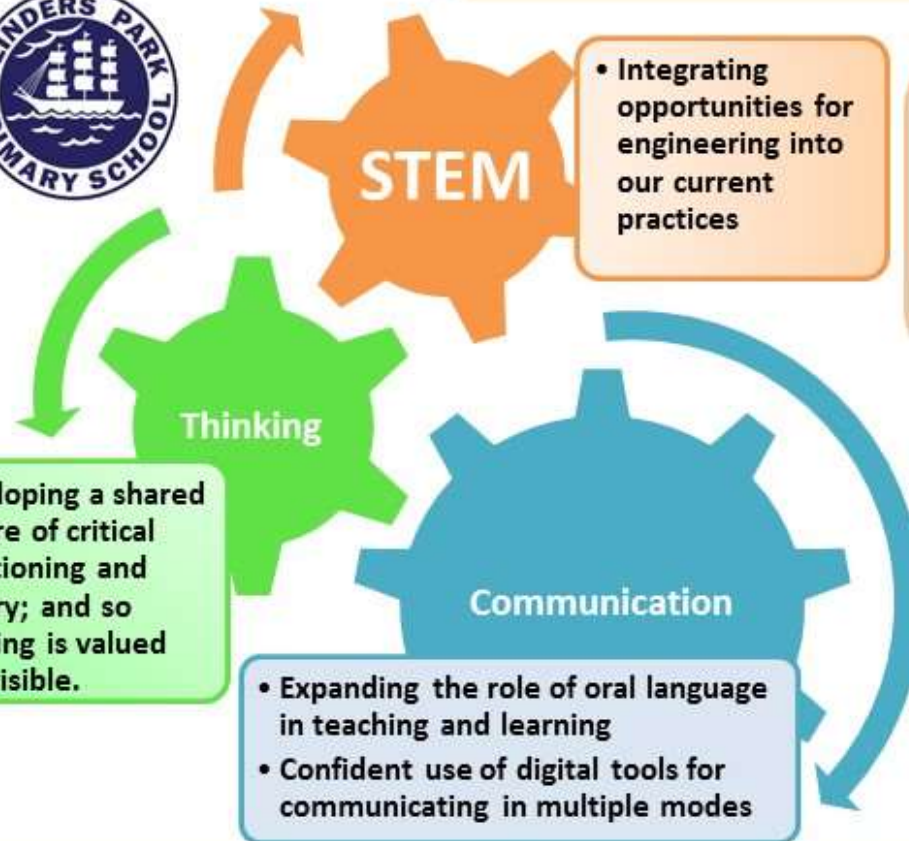 INDERS PARK
IMARY SCHOOL
STEM
• Integrating
opportunities for
engineering into
our current
practices
Thinking
loping a shared
re of critical
tioning and
ry; and so
ing is valued
isible.
Communication
• Expanding the role of oral language
in teaching and learning
• Confident use of digital tools for
communicating in multiple modes